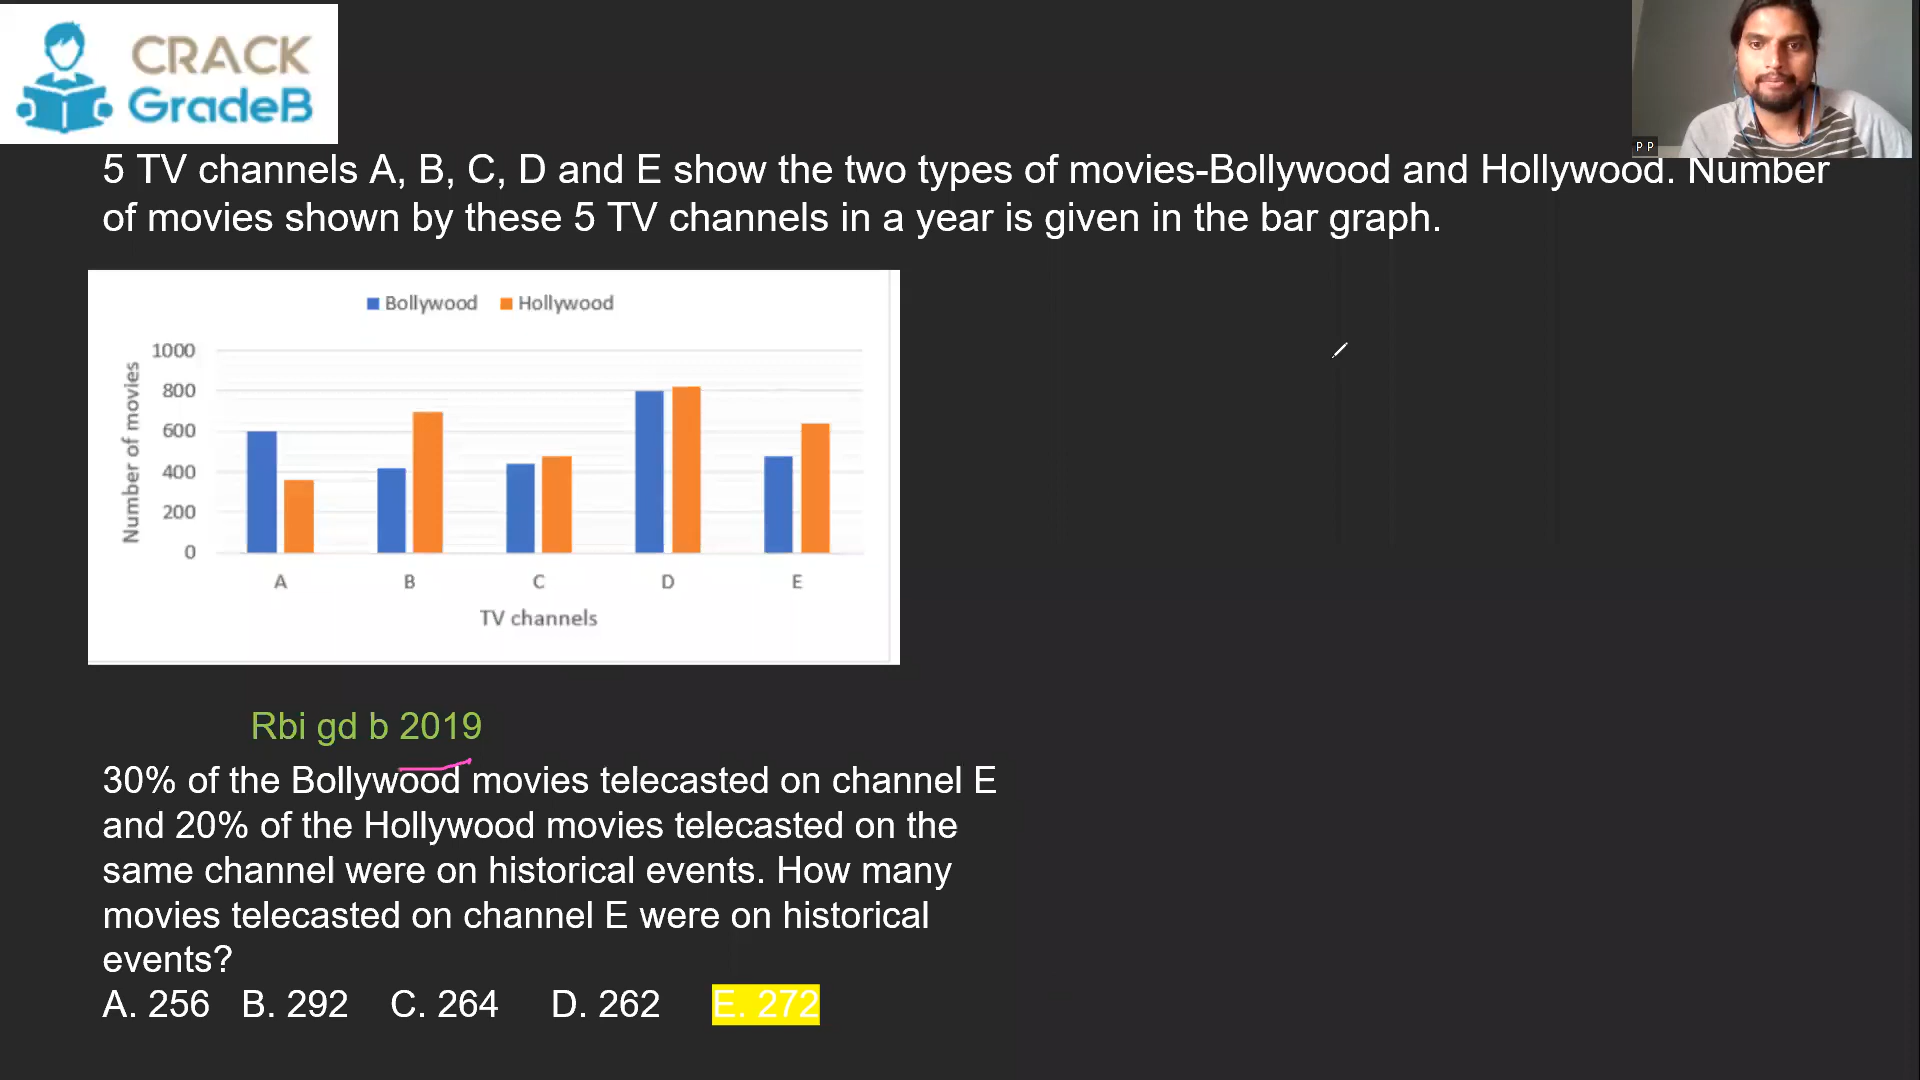 CRACK
GradeB
P P
5 TV channels A, B, C, D and E show the two types of movies-Bollywood and Hollywood. Number
of movies shown by these 5 TV channels in a year is given in the bar graph.
Bollywood Hollywood
Number of movies
1000
800
600
400
200
0
A B C D E
TV channels
Rbi gd b 2019
30% of the Bollywood movies telecasted on channel E
and 20% of the Hollywood movies telecasted on the
same channel were on historical events. How many
movies telecasted on channel E were on historical
events?
A. 256 B. 292 C. 264 D. 262 E. 272